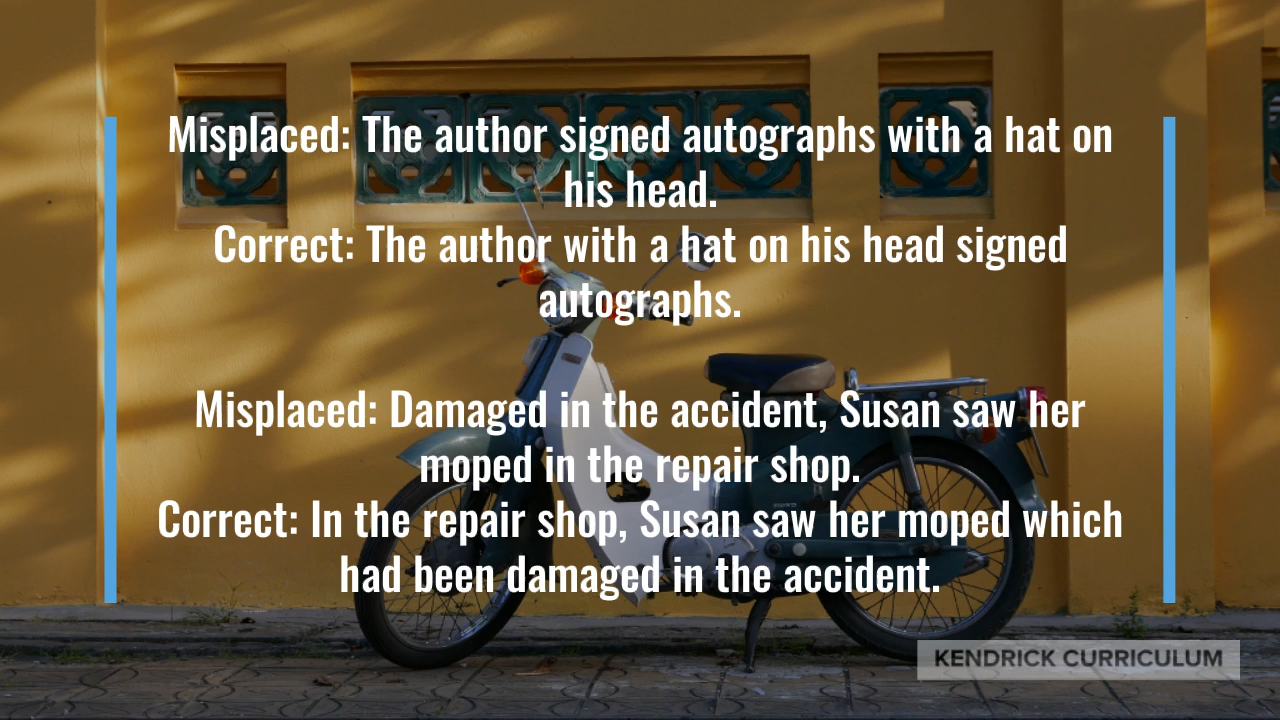 Misplaced: The author signed autographs with a hat on
his head.
Correct: The author with a hat on his head signed
autographs.
Misplaced: Damaged in the accident, Susan saw her
moped in the repair shop.
Correct: In the repair shop, Susan saw her moped which
had been damaged in the accident.
KENDRICK CURRICULUM